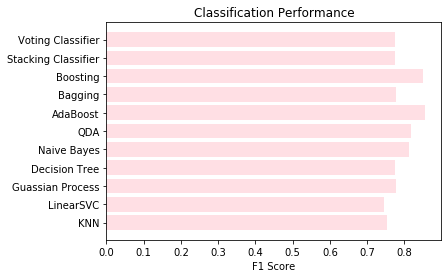 Classification Performance
Voting Classifier
Stacking Classifier
Boosting
Bagging
AdaBoost
QDA
Naive Bayes
Decision Tree
Guassian Process
LinearSVC
KNN
0.0 0.1 0.2 0.3 0.4 0.5 0.6 0.7 0.8
F1 Score